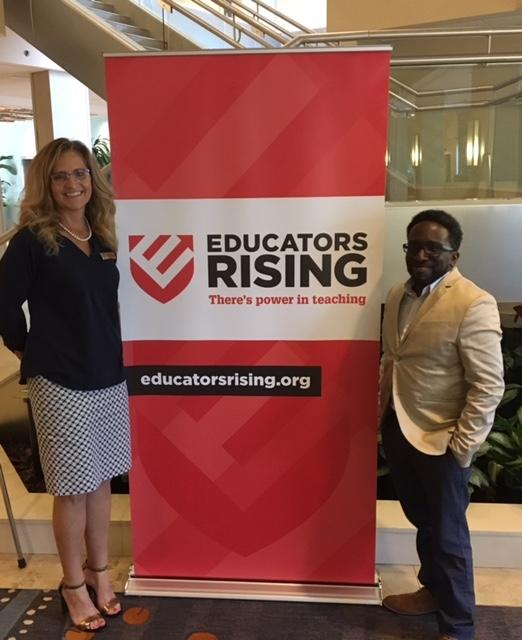 EDUCATORS
RISING
There's power in teaching
educatorsrising.org